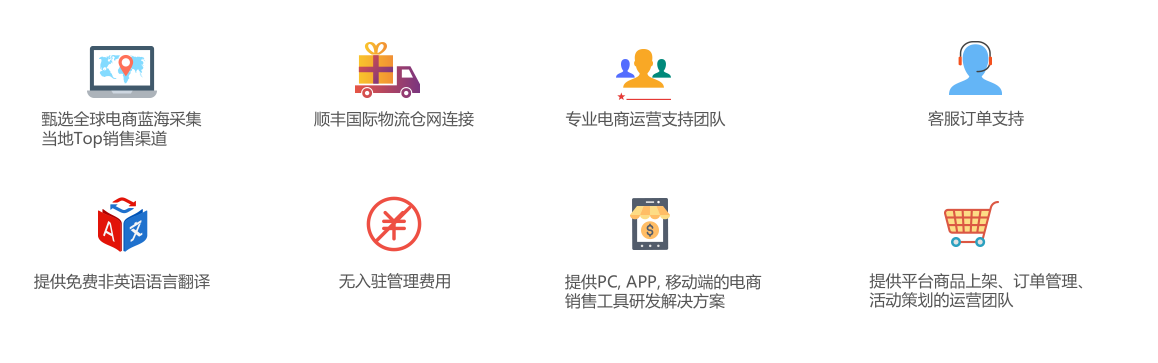 甄选全球电商蓝海采集
当地Top销售渠道
顺丰国际物流仓网连接
专业电商运营支持团队
客服订单支持
A 文
提供免费非英语语言翻译
无入驻管理费用
$
提供PC, APP, 移动端的电商
销售工具研发解决方案
提供平台商品上架、订单管理、
活动策划的运营团队